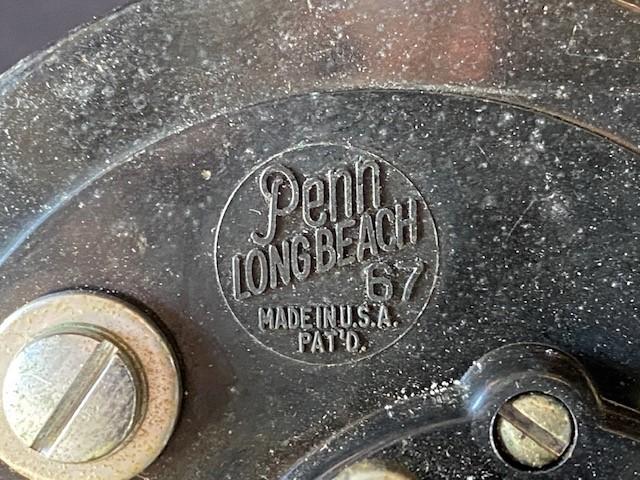 Penn
LONG BEACH
67
MADE IN U.S.A.
PAT'D.